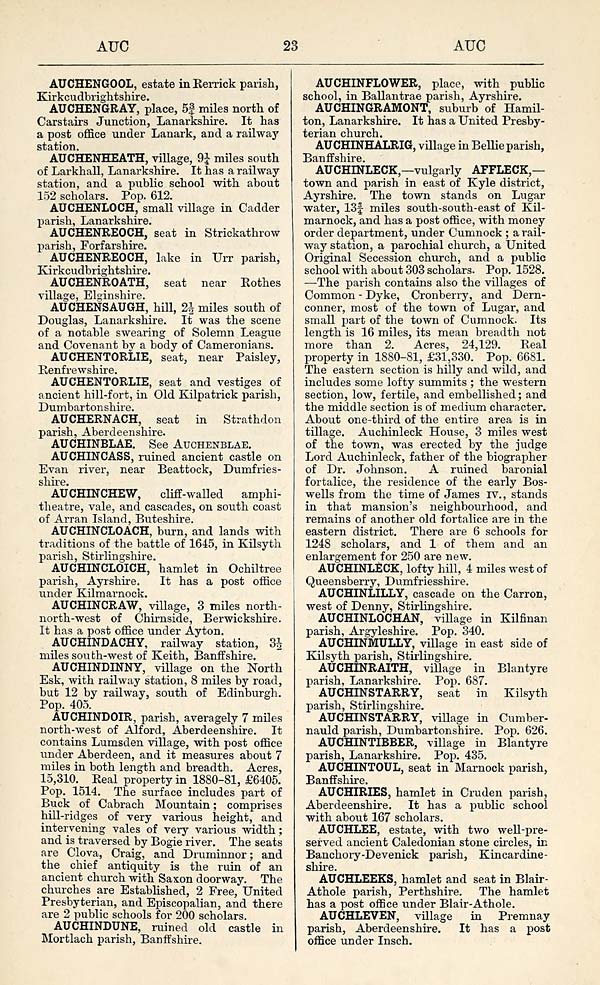 AUC 23 AUC
AUCHENGOOL, estate in Rerrick parish,
Kirkcudbrightshire.
AUCHENGRAY, place, 5¾ miles north of
Carstairs Junction, Lanarkshire. It has
a post office under Lanark, and a railway
station.
AUCHENHEATH, village, 9¼ miles south
of Larkhall, Lanarkshire. It has a railway
station, and a public school with about
152 scholars. Pop. 612.
AUCHENLOCH, small village in Cadder
parish, Lanarkshire.
AUCHENREOCH, seat in Strickathrow
parish, Forfarshire.
AUCHENREOCH, lake in Urr parish,
Kirkcudbrightshire.
AUCHENROATH, seat near Rothes
village, Elginshire.
AUCHENSAUGH, hill, 2½ miles south of
Douglas, Lanarkshire. It was the scene
of a notable swearing of Solemn League
and Covenant by a body of Cameronians.
AUCHENTORLIE, seat, near Paisley,
Renfrewshire.
AUCHENTORLIE, seat and vestiges of
ancient hill-fort, in Old Kilpatrick parish,
Dumbartonshire.
AUCHERNACH, seat in Strathdon
parish, Aberdeenshire.
AUCHINBLAE. See AUCHENBLAE.
AUCHINCASS, ruined ancient castle on
Evan river, near Beattock, Dumfries-
shire.
AUCHINCHEW, cliff-walled amphi-
theatre, vale, and cascades, on south coast
of Arran Island, Buteshire.
AUCHINCLOACH, burn, and lands with
traditions of the battle of 1645, in Kilsyth
parish, Stirlingshire.
AUCHINCLOICH, hamlet in Ochiltree
parish, Ayrshire. It has a post office
under Kilmarnock.
AUCHINCRAW, village, 3 miles north-
north-west of Chirnside, Berwickshire.
It has a post office under Ayton.
AUCHINDACHY, railway station, 3½
miles south-west of Keith, Banffshire.
AUCHINDINNY, village on the North
Esk, with railway station, 8 miles by road,
but 12 by railway, south of Edinburgh.
Pop. 405.
AUCHINDOIR, parish, averagely 7 miles
north-west of Alford, Aberdeenshire. It
contains Lumsden village, with post office
under Aberdeen, and it measures about 7
miles in both length and breadth. Acres,
15,310. Real property in 1880-81, £6405.
Pop. 1514. The surface includes part of
Buck of Cabrach Mountain; comprises
hill-ridges of very various height, and
intervening vales of very various width;
and is traversed by Bogie river. The seats
are Clova, Craig, and Druminnor; and
the chief antiquity is the ruin of an
ancient church with Saxon doorway. The
churches are Established, 2 Free, United
Presbyterian, and Episcopalian, and there
are 2 public schools for 200 scholars.
AUCHINDUNE, ruined old castle in
Mortlach parish, Banffshire.
AUCHINFLOWER, place, with public
school, in Ballantrae parish, Ayrshire.
AUCHINGRAMONT, suburb of Hamil-
ton, Lanarkshire. It has a United Presby-
terian church.
AUCHINHALRIG, village in Bellie parish,
Banffshire.
AUCHINLECK,—vulgarly AFFLECK,—
town and parish in east of Kyle district,
Ayrshire. The town stands on Lugar
water, 13¾ miles south-south-east of Kil-
marnock, and has a post office, with money
order department, under Cumnock; a rail-
way station, a parochial church, a United
Original Secession church, and a public
school with about 303 scholars. Pop. 1528.
—The parish contains also the villages of
Common-Dyke, Cronberry, and Dern-
conner, most of the town of Lugar, and
small part of the town of Cumnock. Its
length is 16 miles, its mean breadth not
more than 2. Acres, 24,129. Real
property in 1880-81, £31,330. Pop. 6681.
The eastern section is hilly and wild, and
includes some lofty summits; the western
section, low, fertile, and embellished; and
the middle section is of medium character.
About one-third of the entire area is in
tillage. Auchinleck House, 3 miles west
of the town, was erected by the judge
Lord Auchinleck, father of the biographer
of Dr. Johnson. A ruined baronial
fortalice, the residence of the early Bos-
wells from the time of James IV., stands
in that mansion's neighbourhood, and
remains of another old fortalice are in the
eastern district. There are 6 schools for
1248 scholars, and 1 of them and an
enlargement for 250 are new.
AUCHINLECK, lofty hill, 4 miles west of
Queensberry, Dumfriesshire.
AUCHINLILLY, cascade on the Carron,
west of Denny, Stirlingshire.
AUCHINLOCHAN, village in Kilfinan
parish, Argyleshire. Pop. 340.
AUCHINMULLY, village in east side of
Kilsyth parish, Stirlingshire.
AUCHINRAITH, village in Blantyre
parish, Lanarkshire. Pop. 687.
AUCHINSTARRY, seat in Kilsyth
parish, Stirlingshire.
AUCHINSTARRY, village in Cumber-
nauld parish, Dumbartonshire. Pop. 626.
AUCHINTIBBER, village in Blantyre
parish, Lanarkshire. Pop. 435.
AUCHINTOUL, seat in Marnock parish,
Banffshire.
AUCHIRIES, hamlet in Cruden parish,
Aberdeenshire. It has a public school
with about 167 scholars.
AUCHLEE, estate, with two well-pre-
served ancient Caledonian stone circles, in
Banchory-Devenick parish, Kincardine-
shire.
AUCHLEEKS, hamlet and seat in Blair-
Athole parish, Perthshire. The hamlet
has a post office under Blair-Athole.
AUCHLEVEN, village in Premnay
parish, Aberdeenshire. It has a post
office under Insch.